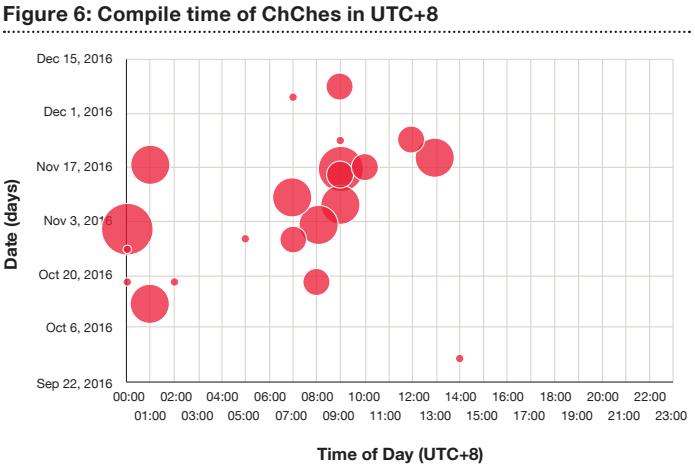 Figure 6: Compile time of ChChes in UTC+8
Dec 15, 2016
Dec 1, 2016
Nov 17, 2016
Nov 3, 2016
Oct 20, 2016
Oct 6, 2016
Sep 22, 2016
Date (days)
00:00 02:00 04:00 06:00 08:00 10:00 12:00 14:00 16:00 18:00 20:00 22:00
01:00 03:00 05:00 07:00 09:00 11:00 13:00 15:00 17:00 19:00 21:00 23:00
Time of Day (UTC+8)